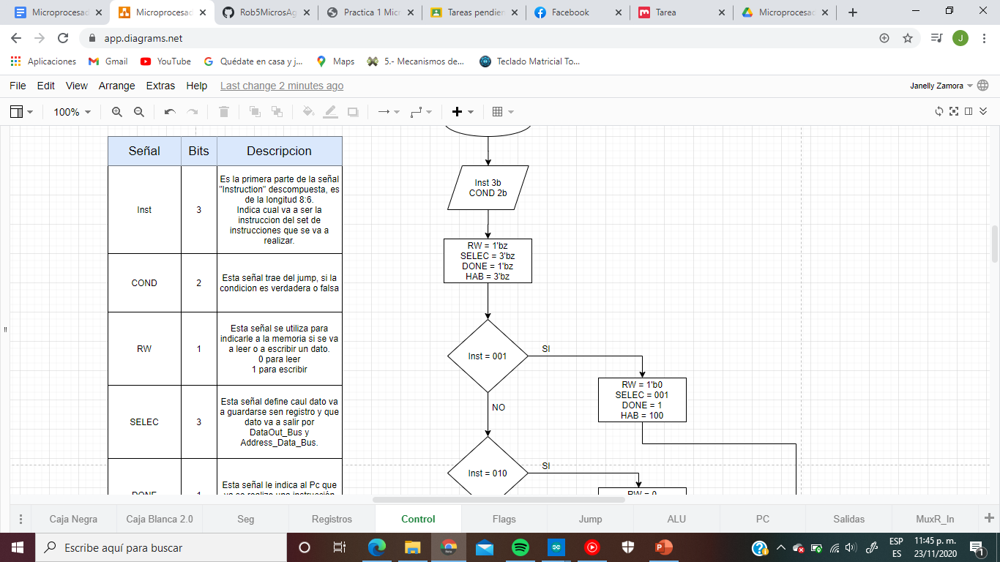 Microprocesad
Microprocesad
Rob5MicrosAg
Practica 1 Micr
Tareas pendien
Facebook
Tarea
Microprocesac
app.diagrams.net
J
Aplicaciones
Gmail
YouTube
Quédate en casa y j...
Maps
5.- Mecanismos de...
Teclado Matricial To...
File Edit View Arrange Extras Help Last change 2 minutes ago
Janelly Zamora
100%
Señal Bits Descripcion
Inst
3
Es la primera parte de la señal
"Instruction" descompuesta, es
de la longitud 8:6.
Indica cual va a ser la
instruccion del set de
instrucciones que se va a
realizar.
COND
2
Esta señal trae del jump, si la
condicion es verdadera o falsa
RW
1
Esta señal se utiliza para
indicarle a la memoria si se va
a leer o a escribir un dato.
0 para leer
1 para escribir
SELEC
3
Esta señal define caul dato va
a guardarse sen registro y que
dato va a salir por
DataOut_Bus y
Address_Data_Bus.
DONE
1
Esta señal le indica al Pc que
ya se realizo una instrucción
Inst 3b
COND 2b
RW = 1'bz
SELEC = 3'bz
DONE = 1'bz
HAB = 3'bz
Inst = 001
SI
RW = 1'b0
SELEC = 001
DONE = 1
HAB = 100
NO
Inst = 010
SI
RW = 0
Caja Negra
Caja Blanca 2.0
Seg
Registros
Control
Flags
Jump
ALU
PC
Salidas
MuxR_In
Escribe aquí para buscar
ESP
ES
11:45 p. m.
23/11/2020
1